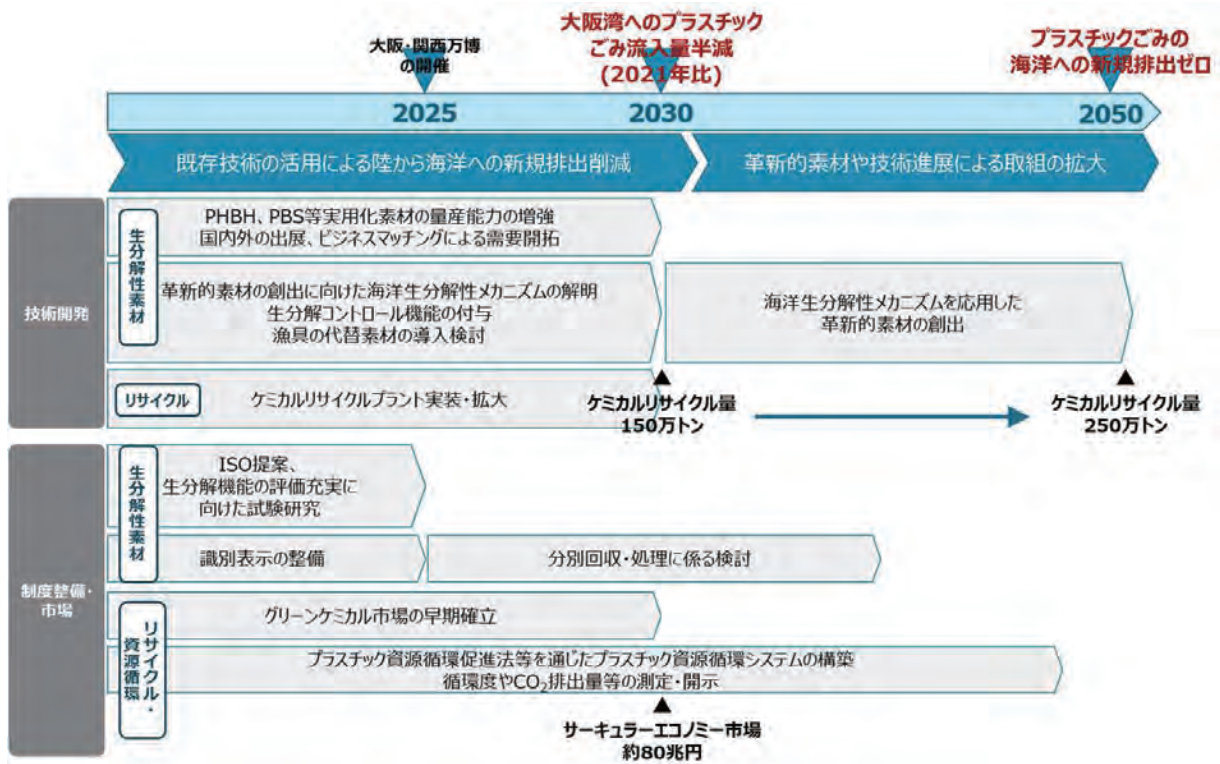 大阪・関西万博
の開催
大阪湾へのプラスチック
ごみ流入量半減
(2021年比)
プラスチックごみの
海洋への新規排出ゼロ
2025
2030
2050
既存技術の活用による陸から海洋への新規排出削減
革新的素材や技術進展による取組の拡大
技術開発
生分解性素材
PHBH、PBS等実用化素材の量産能力の増強
国内外の出展、ビジネスマッチングによる需要開拓
革新的素材の創出に向けた海洋生分解性メカニズムの解明
生分解コントロール機能の付与
漁具の代替素材の導入検討
海洋生分解性メカニズムを応用した
革新的素材の創出
リサイクル
ケミカルリサイクルプラント実装・拡大
ケミカルリサイクル量
150万トン
ケミカルリサイクル量
250万トン
制度整備・
市場
生分解性素材
ISO提案、
生分解機能の評価充実に
向けた試験研究
識別表示の整備
分別回収・処理に係る検討
リサイクル・
資源循環
グリーンケミカル市場の早期確立
プラスチック資源循環促進法等を通じたプラスチック資源循環システムの構築
循環度やCO₂排出量等の測定・開示
サーキュラーエコノミー市場
約80兆円